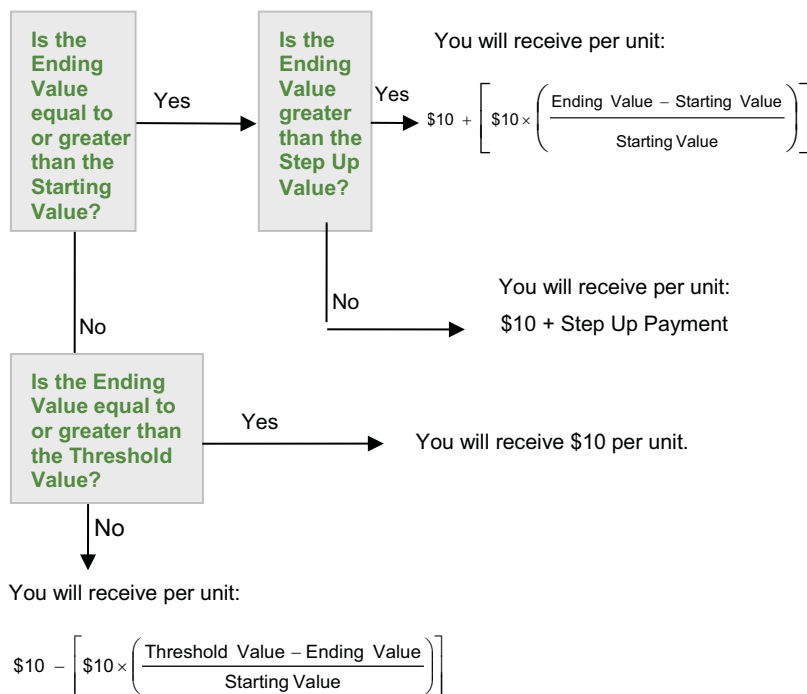 Is the
Ending
Value
equal to
or greater
than the
Starting
Value?
Yes
Is the
Ending
Value
greater
than the
Step Up
Value?
Yes
You will receive per unit:
$10 + [ $10 × ( Ending Value – Starting Value
Starting Value ) ]
No
You will receive per unit:
$10 + Step Up Payment
No
Is the Ending
Value equal to
or greater than
the Threshold
Value?
Yes
You will receive $10 per unit.
No
You will receive per unit:
$10 – [ $10 × ( Threshold Value – Ending Value
Starting Value ) ]